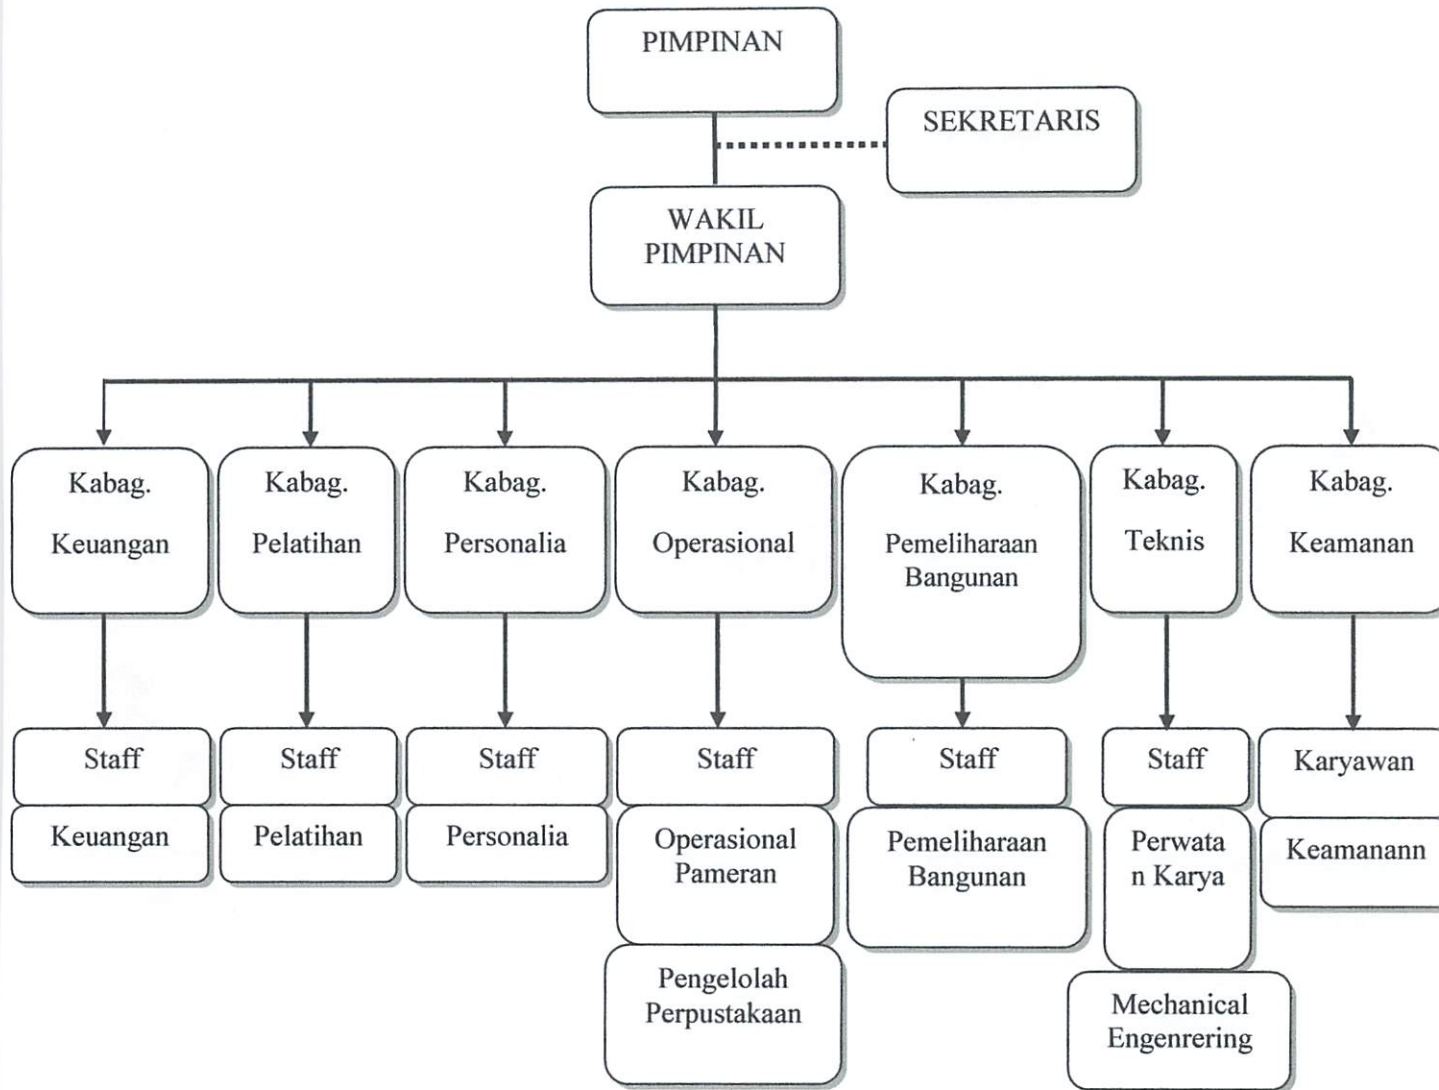 PIMPINAN
SEKRETARIS
WAKIL
PIMPINAN
Kabag.
Keuangan
Kabag.
Pelatihan
Kabag.
Personalia
Kabag.
Operasional
Kabag.
Pemeliharaan
Bangunan
Kabag.
Teknis
Kabag.
Keamanan
Staff
Keuangan
Staff
Pelatihan
Staff
Personalia
Staff
Operasional
Pameran
Pengelolah
Perpustakaan
Staff
Pemeliharaan
Bangunan
Staff
Perwata
n Karya
Mechanical
Engenrering
Karyawan
Keamanann